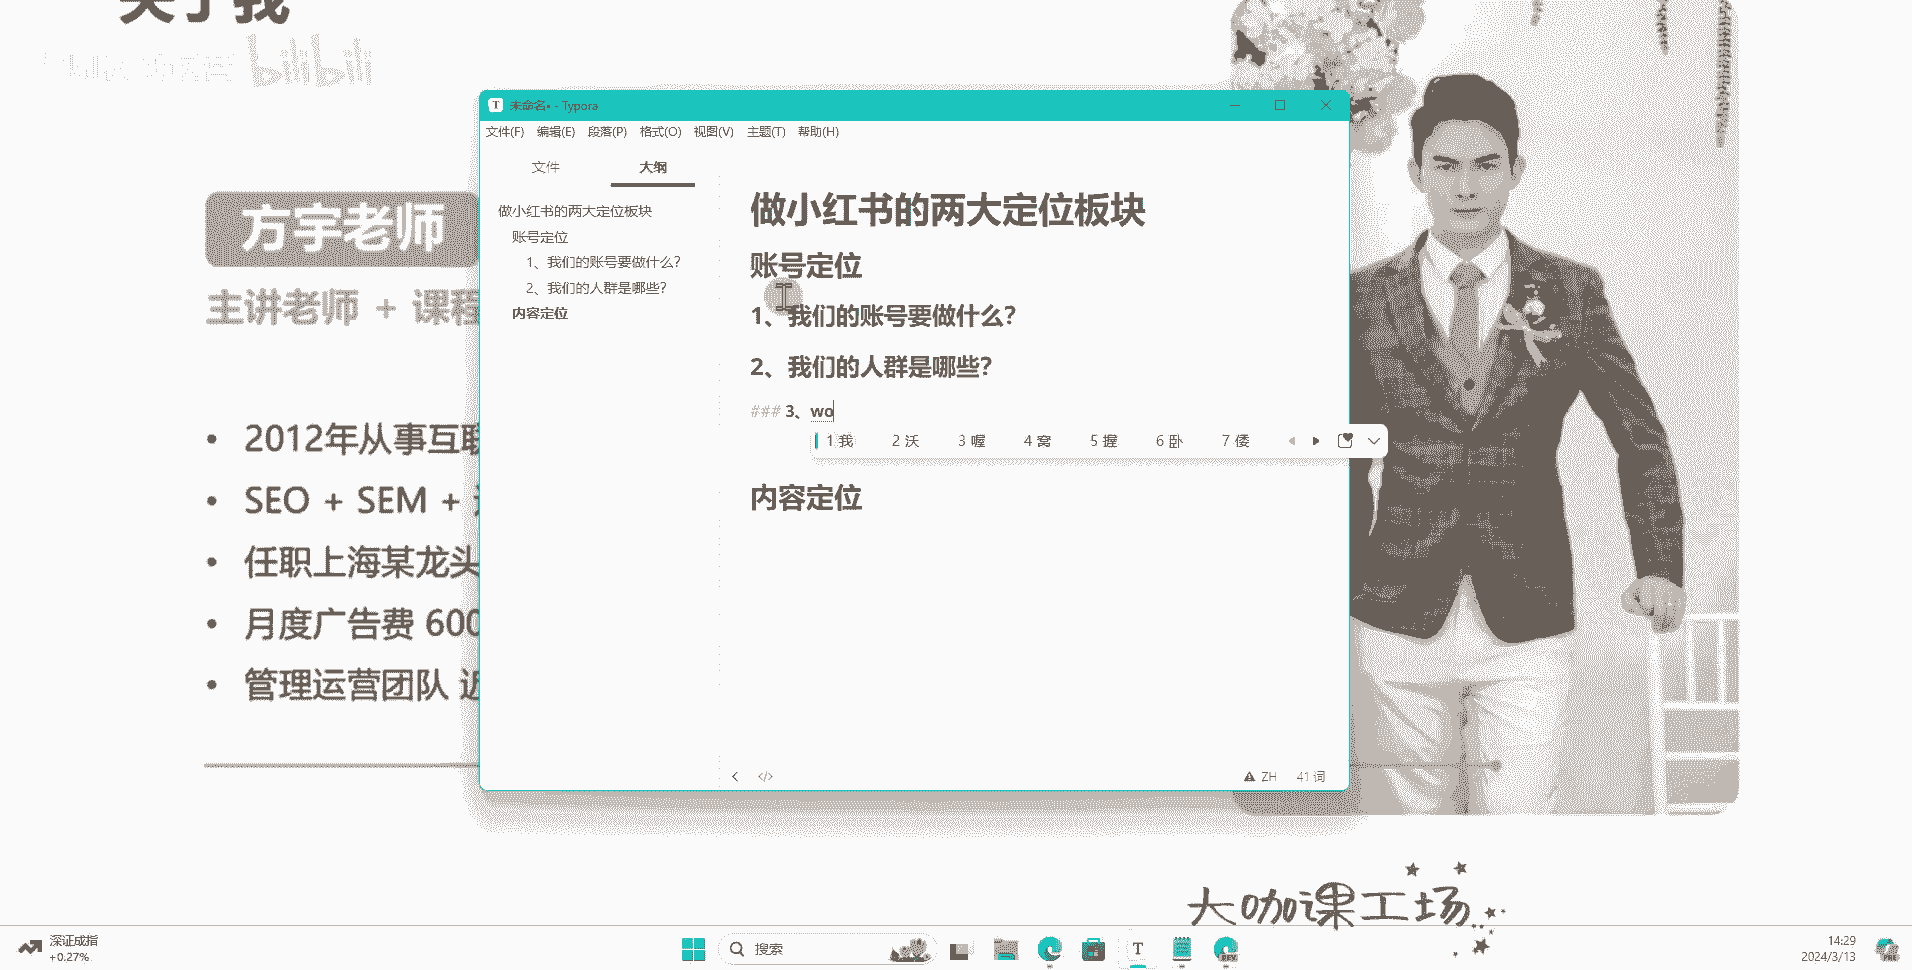 关于我
bilibili
未命名• - Typora
文件(F) 编辑(E) 段落(P) 格式(O) 视图(V) 主题(T) 帮助(H)
文件 大纲
做小红书的两大定位板块
账号定位
1、我们的账号要做什么？
2、我们的人群是哪些？
内容定位
做小红书的两大定位板块
账号定位
1、我们的账号要做什么？
2、我们的人群是哪些？
### 3、wo
1 我 2 沃 3 喔 4 窝 5 握 6 卧 7 倭
内容定位
ZH 41 词
方宇老师
主讲老师 + 课程
• 2012年从事互联
• SEO + SEM +
• 任职上海某龙头
• 月度广告费 600
• 管理运营团队 近
大咖课工场
深证成指
+0.27%
搜索
T
14:29
2024/3/13
PRE